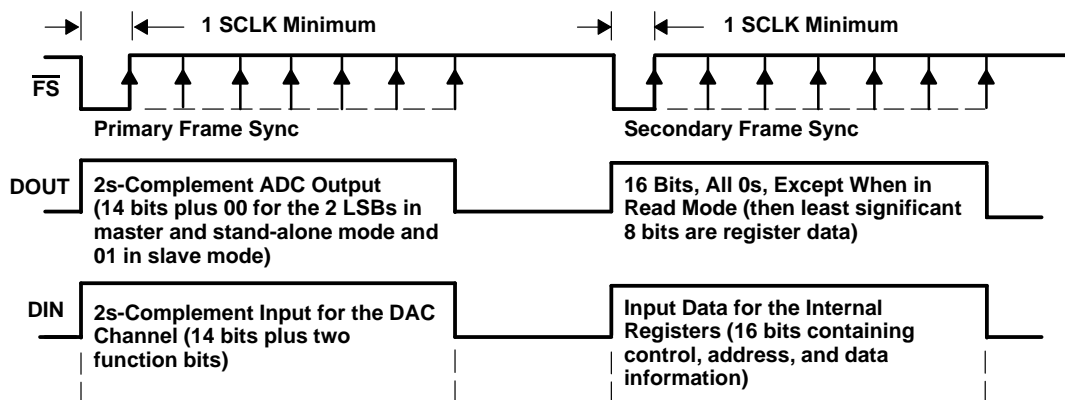 1 SCLK Minimum
1 SCLK Minimum
FS
Primary Frame Sync
Secondary Frame Sync
DOUT
2s-Complement ADC Output
(14 bits plus 00 for the 2 LSBs in
master and stand-alone mode and
01 in slave mode)
16 Bits, All 0s, Except When in
Read Mode (then least significant
8 bits are register data)
DIN
2s-Complement Input for the DAC
Channel (14 bits plus two
function bits)
Input Data for the Internal
Registers (16 bits containing
control, address, and data
information)